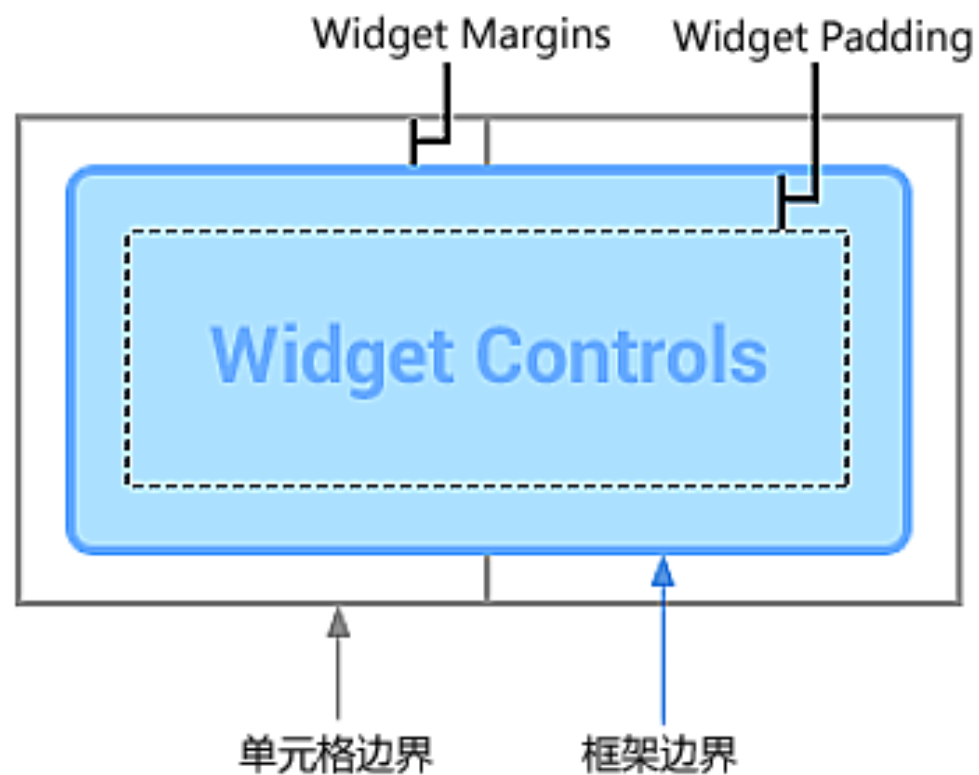 Widget Margins Widget Padding
Widget Controls
单元格边界 框架边界